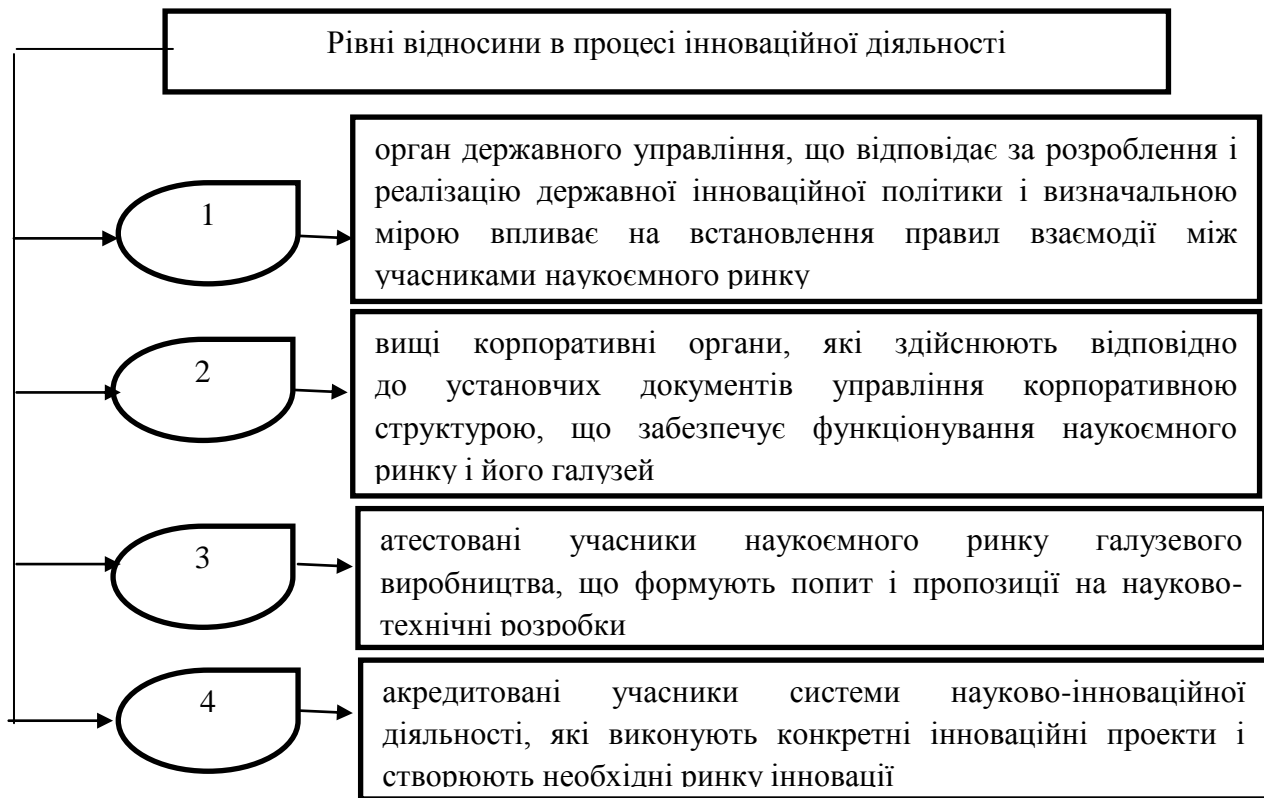 Рівні відносини в процесі інноваційної діяльності
1
орган державного управління, що відповідає за розроблення і
реалізацію державної інноваційної політики і визначальною
мірою впливає на встановлення правил взаємодії між
учасниками наукоємного ринку
2
вищі корпоративні органи, які здійснюють відповідно
до установчих документів управління корпоративною
структурою, що забезпечує функціонування наукоємного
ринку і його галузей
3
атестовані учасники наукоємного ринку галузевого
виробництва, що формують попит і пропозиції на науково-
технічні розробки
4
акредитовані учасники системи науково-інноваційної
діяльності, які виконують конкретні інноваційні проекти і
створюють необхідні ринку інновації